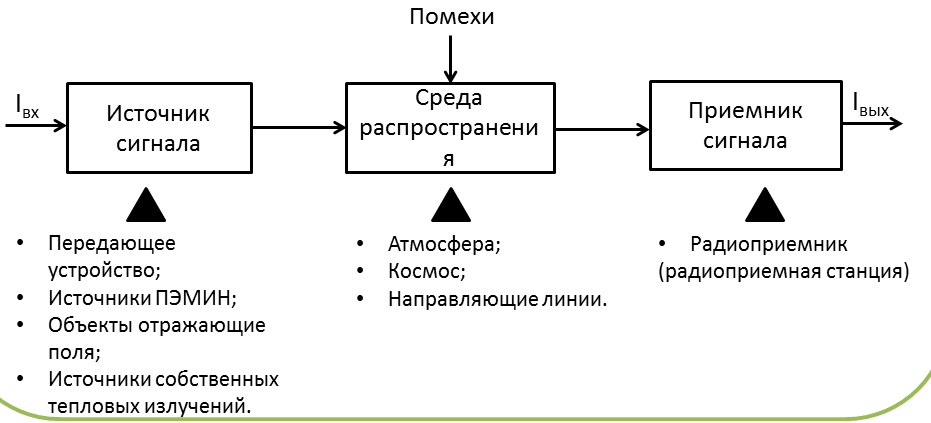 Помехи
Iвх
Источник
сигнала
Среда
распространени
я
Приемник
сигнала
Iвых
• Передающее
устройство;
• Источники ПЭМИН;
• Объекты отражающие
поля;
• Источники собственных
тепловых излучений.
• Атмосфера;
• Космос;
• Направляющие линии.
• Радиоприемник
(радиоприемная станция)